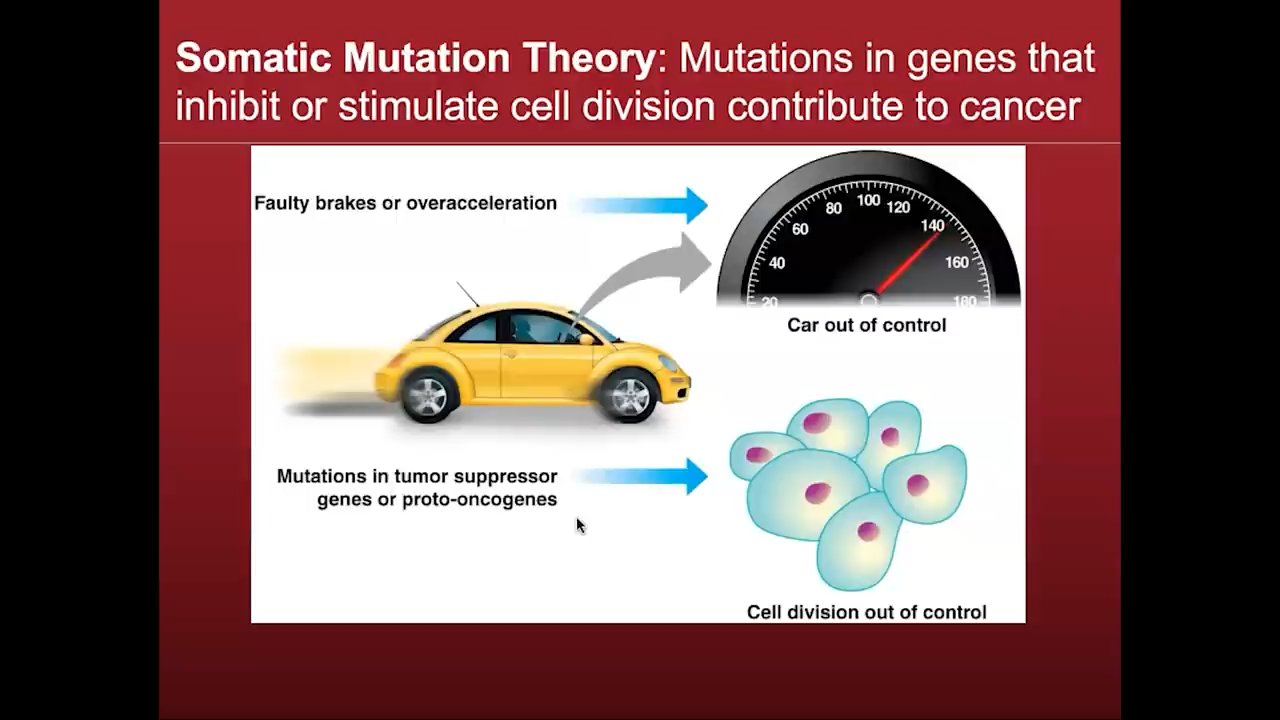 Somatic Mutation Theory: Mutations in genes that
inhibit or stimulate cell division contribute to cancer
Faulty brakes or overacceleration
20
40
60
80
100
120
140
160
180
Car out of control
Mutations in tumor suppressor
genes or proto-oncogenes
Cell division out of control